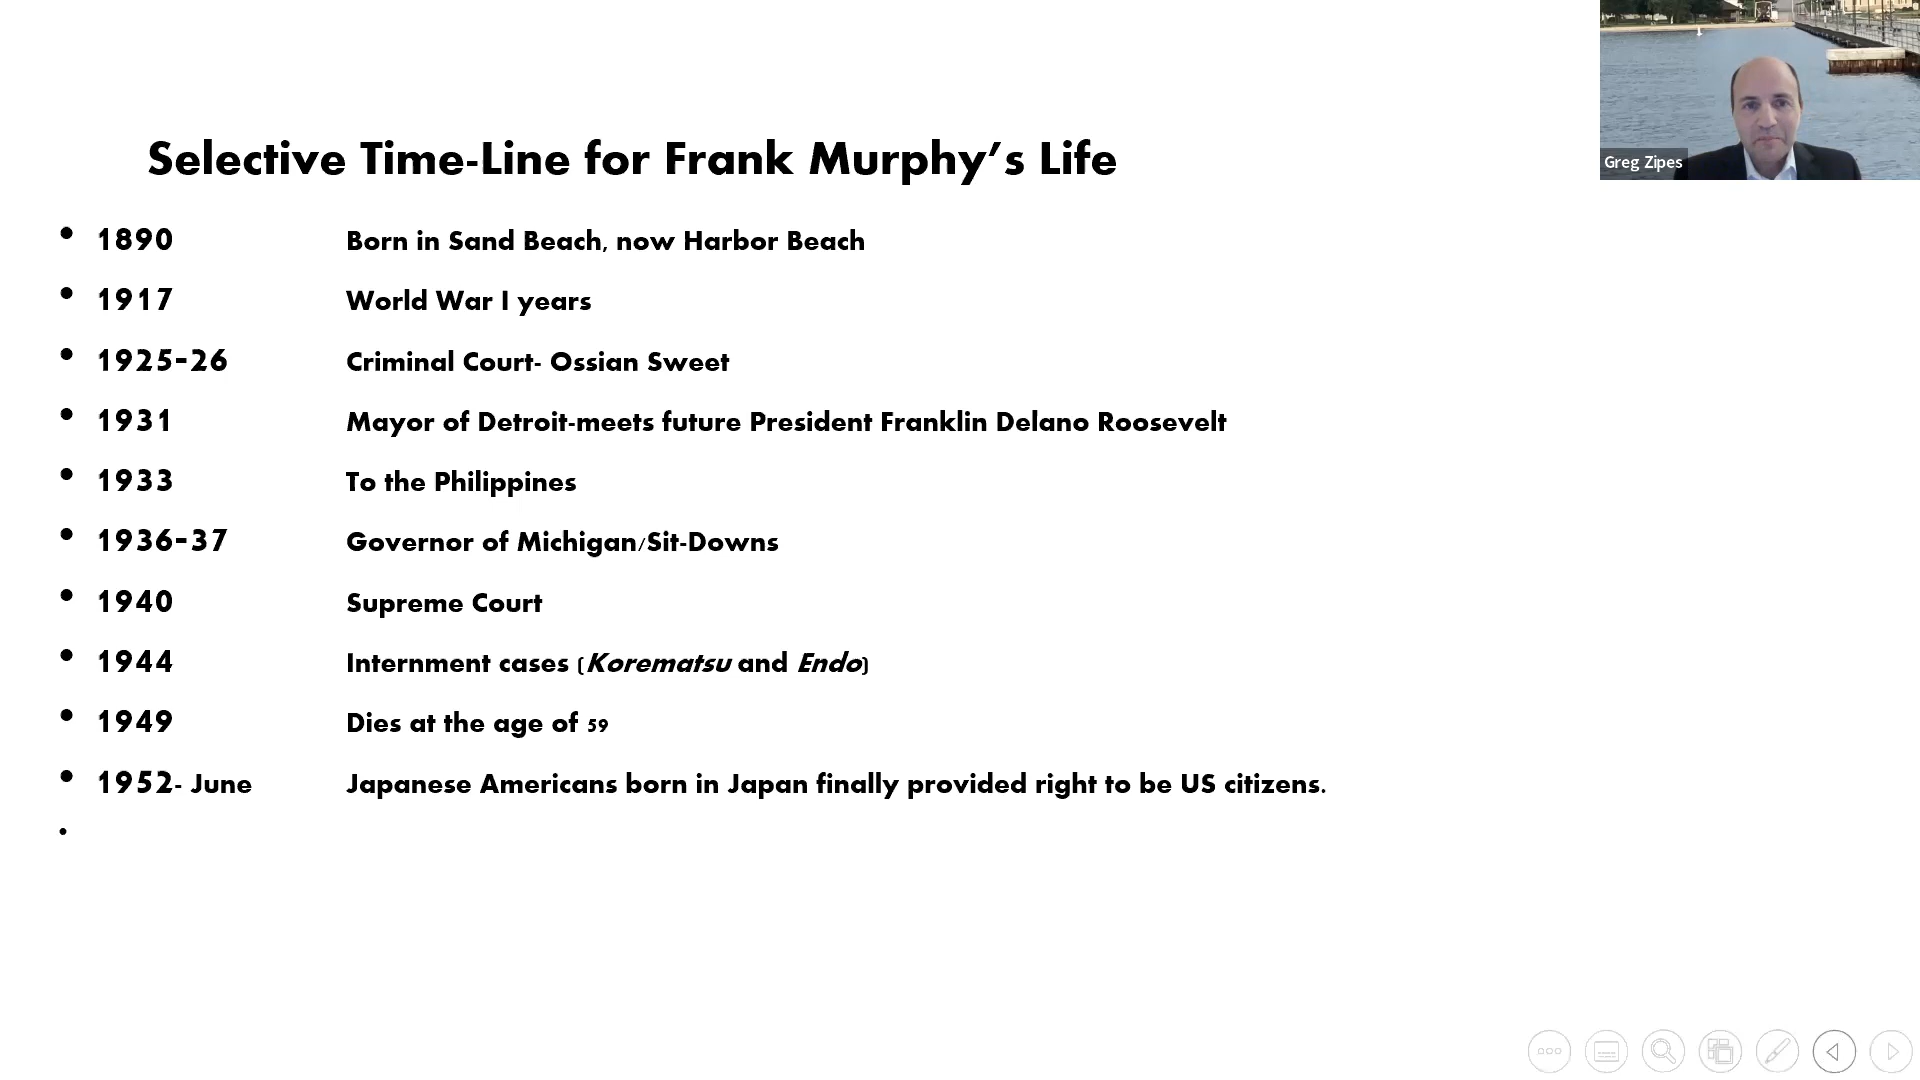 Selective Time-Line for Frank Murphy’s Life
• 1890 Born in Sand Beach, now Harbor Beach
• 1917 World War I years
• 1925-26 Criminal Court- Ossian Sweet
• 1931 Mayor of Detroit-meets future President Franklin Delano Roosevelt
• 1933 To the Philippines
• 1936-37 Governor of Michigan/Sit-Downs
• 1940 Supreme Court
• 1944 Internment cases (Korematsu and Endo)
• 1949 Dies at the age of 59
• 1952- June Japanese Americans born in Japan finally provided right to be US citizens.
•
Greg Zipes